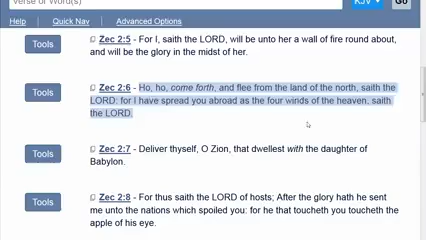 Verse or Word(s) KJV Go
Help Quick Nav Advanced Options
Tools Zec 2:5 - For I, saith the LORD, will be unto her a wall of fire round about,
and will be the glory in the midst of her.
Tools Zec 2:6 - Ho, ho, come forth, and flee from the land of the north, saith the
LORD: for I have spread you abroad as the four winds of the heaven, saith
the LORD.
Tools Zec 2:7 - Deliver thyself, O Zion, that dwellest with the daughter of
Babylon.
Tools Zec 2:8 - For thus saith the LORD of hosts; After the glory hath he sent
me unto the nations which spoiled you: for he that toucheth you toucheth the
apple of his eye.